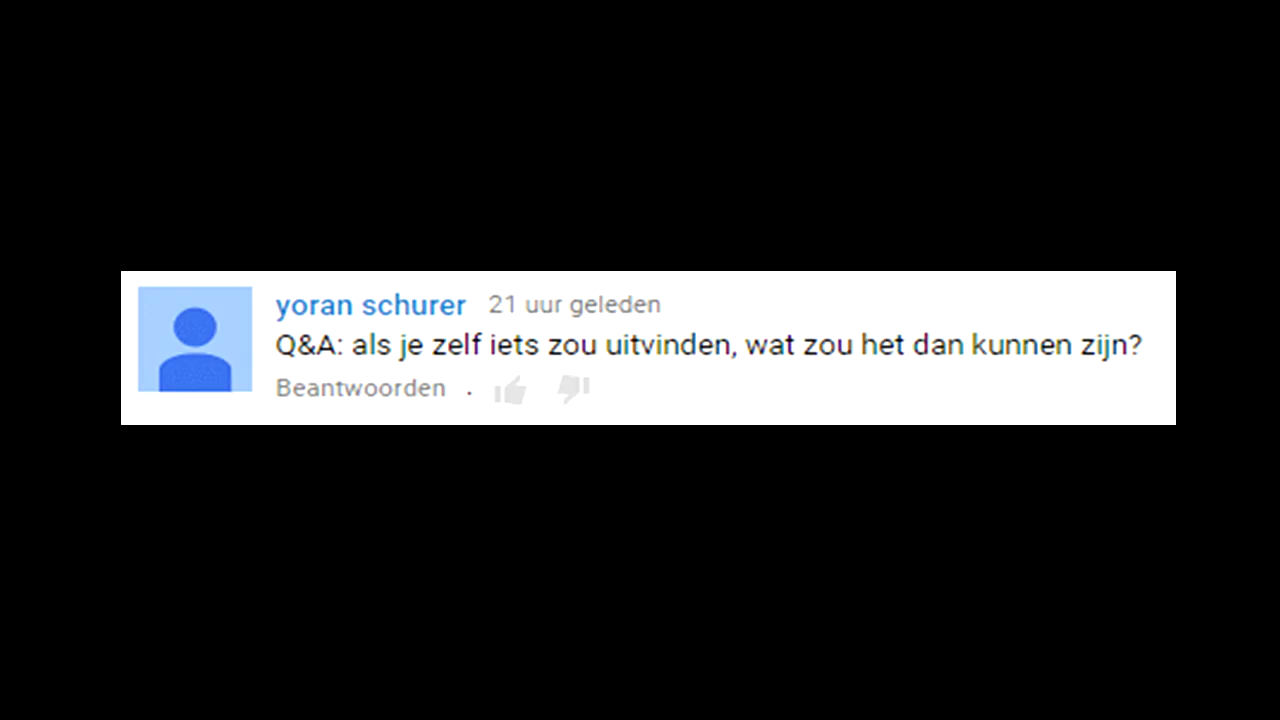 yoran schurer 21 uur geleden
Q&A: als je zelf iets zou uitvinden, wat zou het dan kunnen zijn?
Beantwoorden .